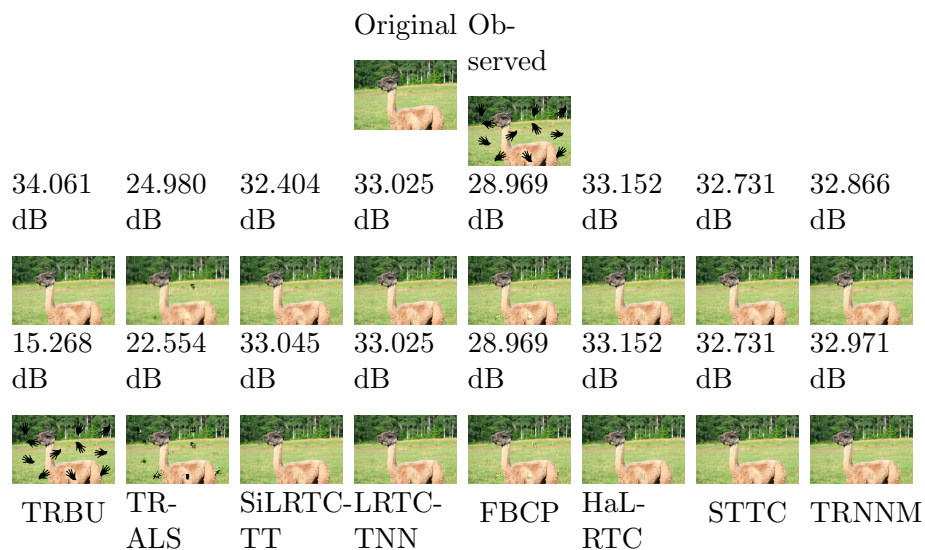 Original Ob-
served
34.061 24.980 32.404 33.025 28.969 33.152 32.731 32.866
dB dB dB dB dB dB dB dB
15.268 22.554 33.045 33.025 28.969 33.152 32.731 32.971
dB dB dB dB dB dB dB dB
TRBU TR- SiLRTC-LRTC- FBCP HaL- STTC TRNNM
ALS TT TNN RTC